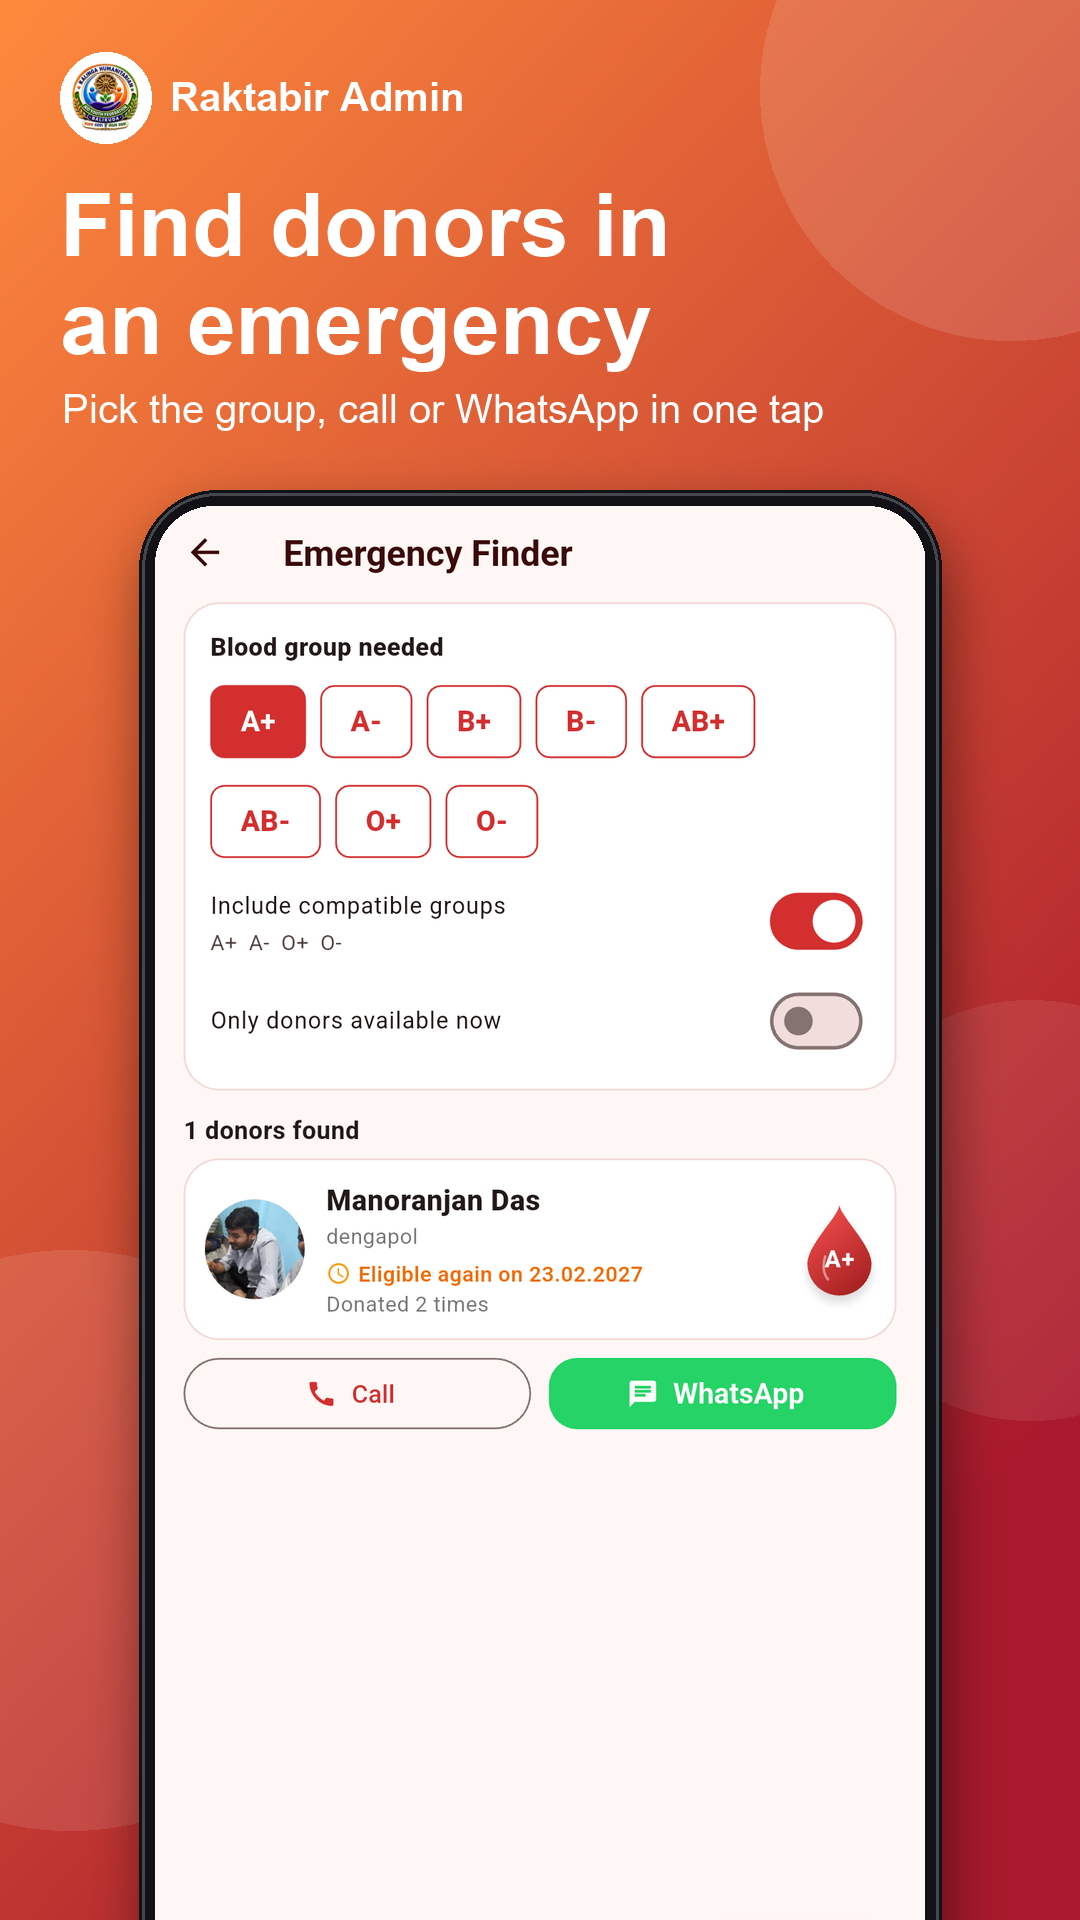 Raktabir Admin
Find donors in
an emergency
Pick the group, call or WhatsApp in one tap
Emergency Finder
Blood group needed
A+ A- B+ B- AB+
AB- O+ O-
Include compatible groups
A+ A- O+ O-
Only donors available now
1 donors found
Manoranjan Das
dengapol
Eligible again on 23.02.2027
Donated 2 times
A+
Call
WhatsApp